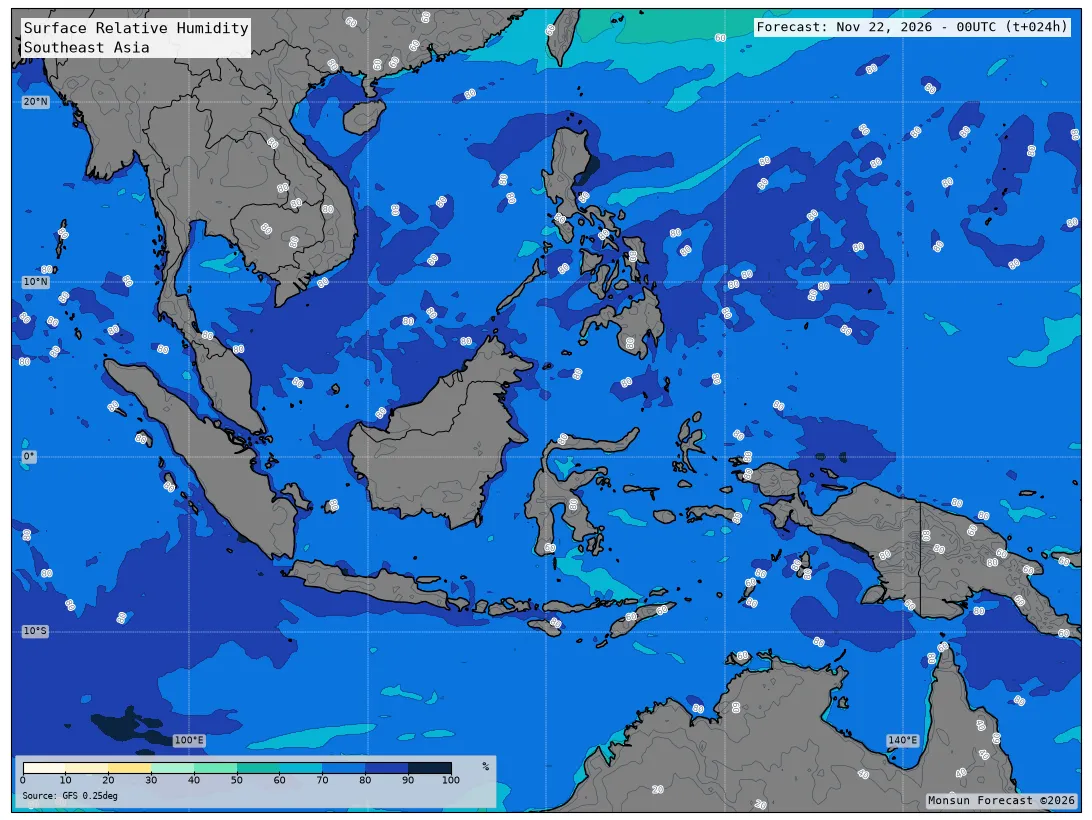 Surface Relative Humidity
Southeast Asia
Forecast: Nov 22, 2026 - 00UTC (t+024h)
20°N
10°N
0°
10°S
100°E
140°E
%
0 10 20 30 40 50 60 70 80 90 100
Source: GFS 0.25deg
Monsun Forecast ©2026